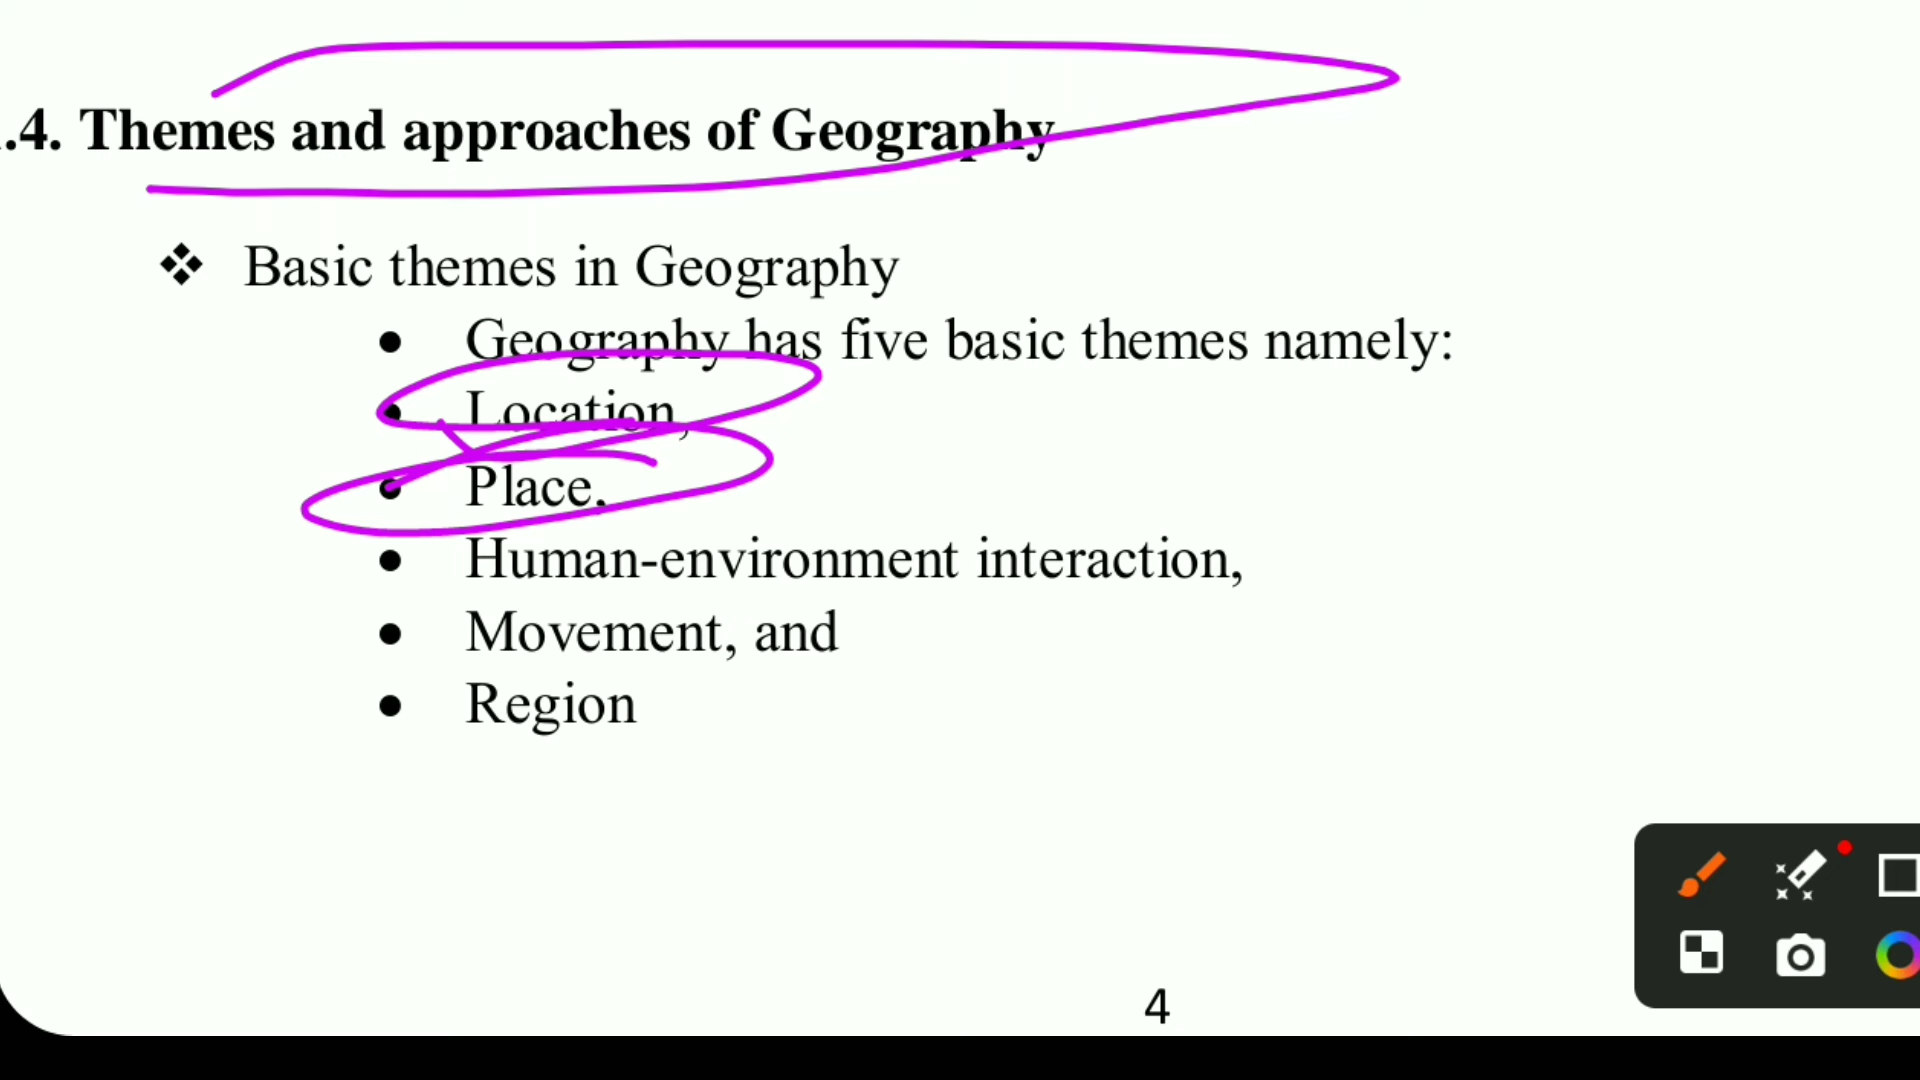 .4. Themes and approaches of Geography
❖ Basic themes in Geography
● Geography has five basic themes namely:
● Location,
● Place,
● Human-environment interaction,
● Movement, and
● Region
4